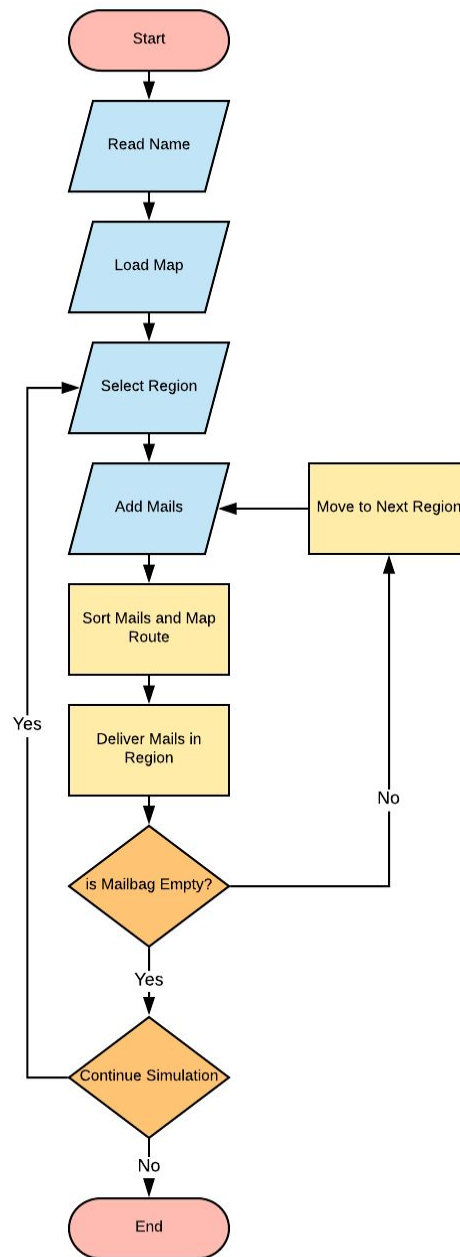 Start
Read Name
Load Map
Select Region
Add Mails
Move to Next Region
Sort Mails and Map
Route
Deliver Mails in
Region
Yes
No
is Mailbag Empty?
Yes
Continue Simulation
No
End